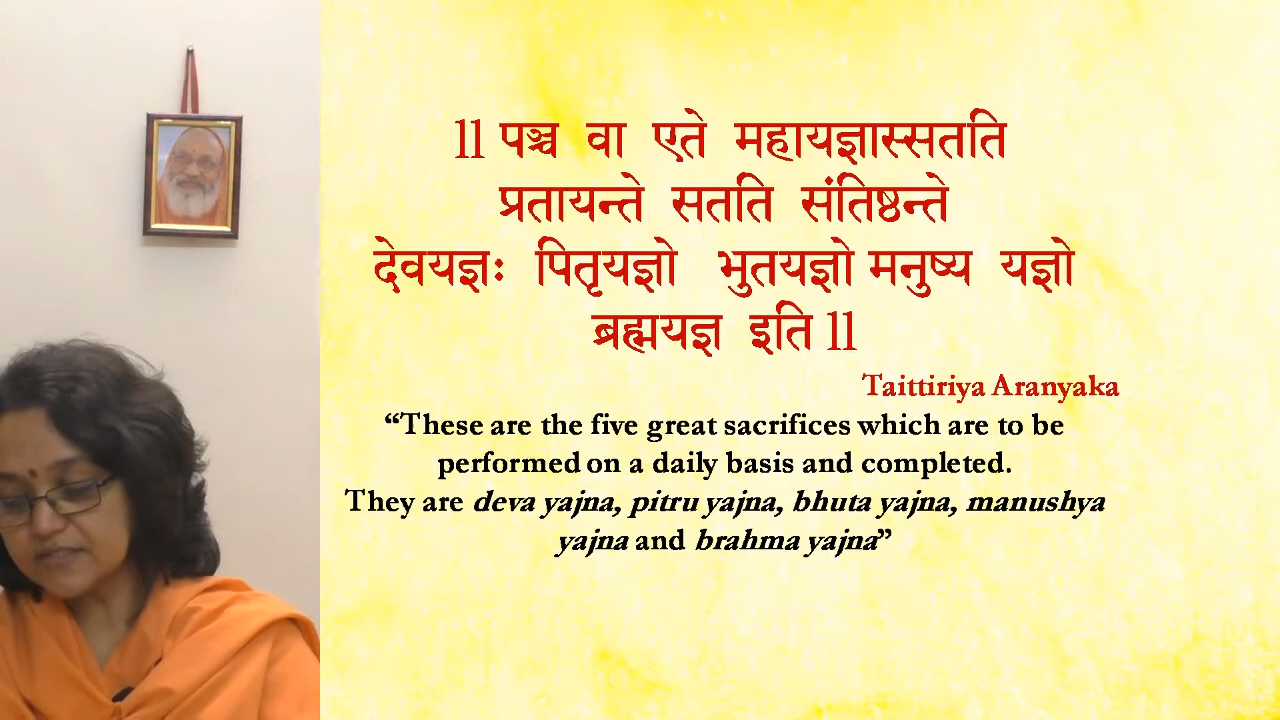 ll पञ्च वा एते महायज्ञास्सतति
प्रतायन्ते सतति संतिष्ठन्ते
देवयज्ञः पितृयज्ञो भुतयज्ञो मनुष्य यज्ञो
ब्रह्मयज्ञ इति ll
Taittiriya Aranyaka
“These are the five great sacrifices which are to be
performed on a daily basis and completed.
They are deva yajna, pitru yajna, bhuta yajna, manushya
yajna and brahma yajna”